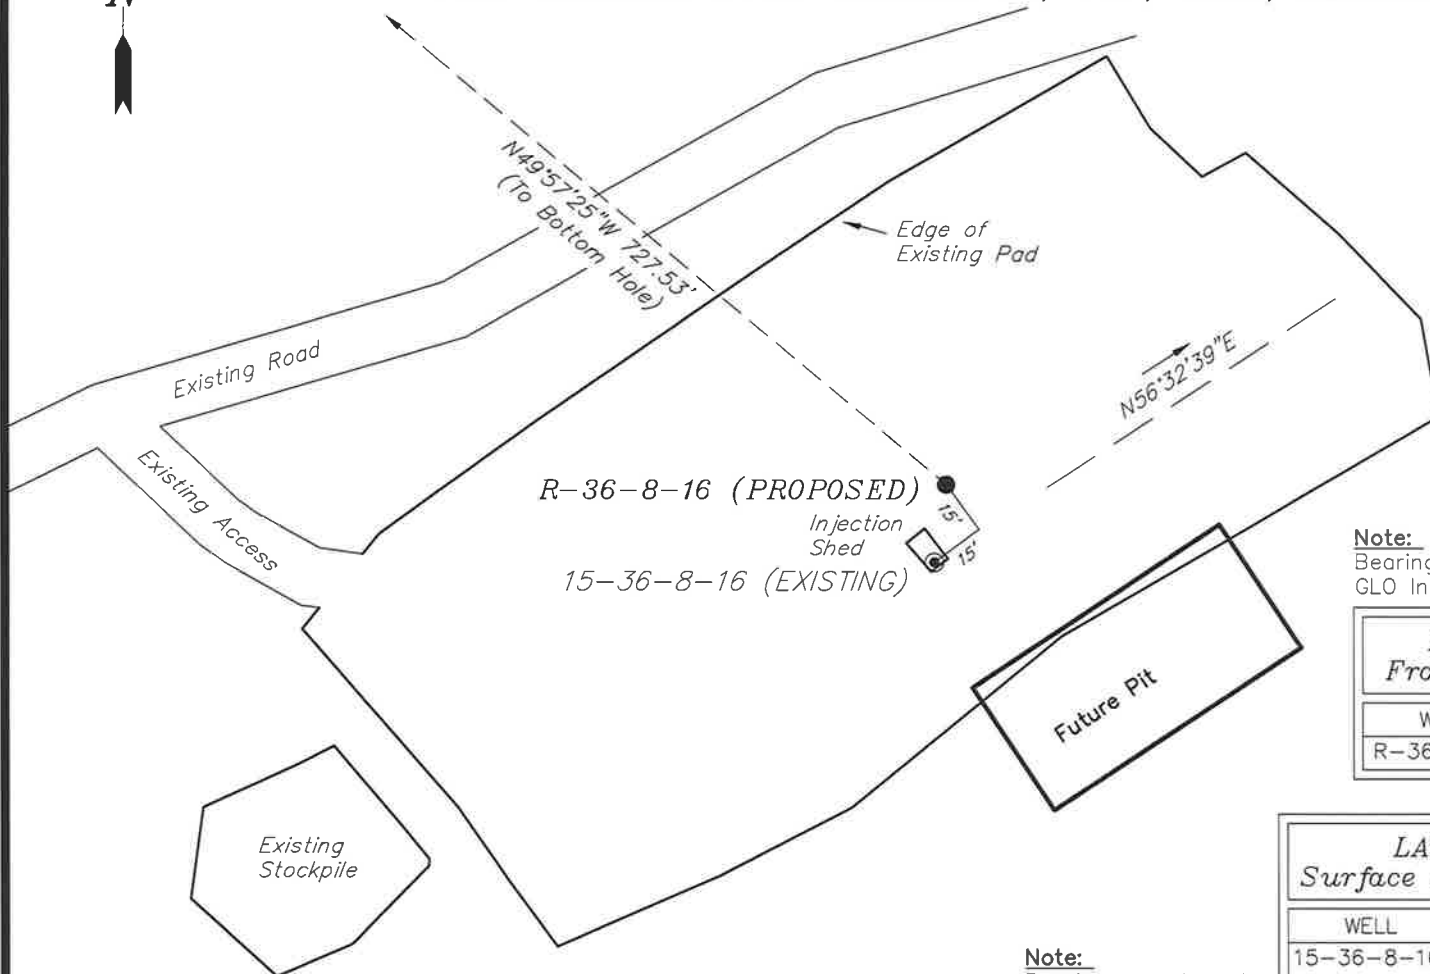 N
N49°57'25"W 727.53'
(To Bottom Hole)
Edge of
Existing Pad
Existing Road
N56°32'39"E
Existing Access
R-36-8-16 (PROPOSED)
15'
Injection
Shed
15'
15-36-8-16 (EXISTING)
Note:
Bearing
GLO In
Fro
W
R-36
Future Pit
Existing
Stockpile
LA
Surface
WELL
15-36-8-16
Note: